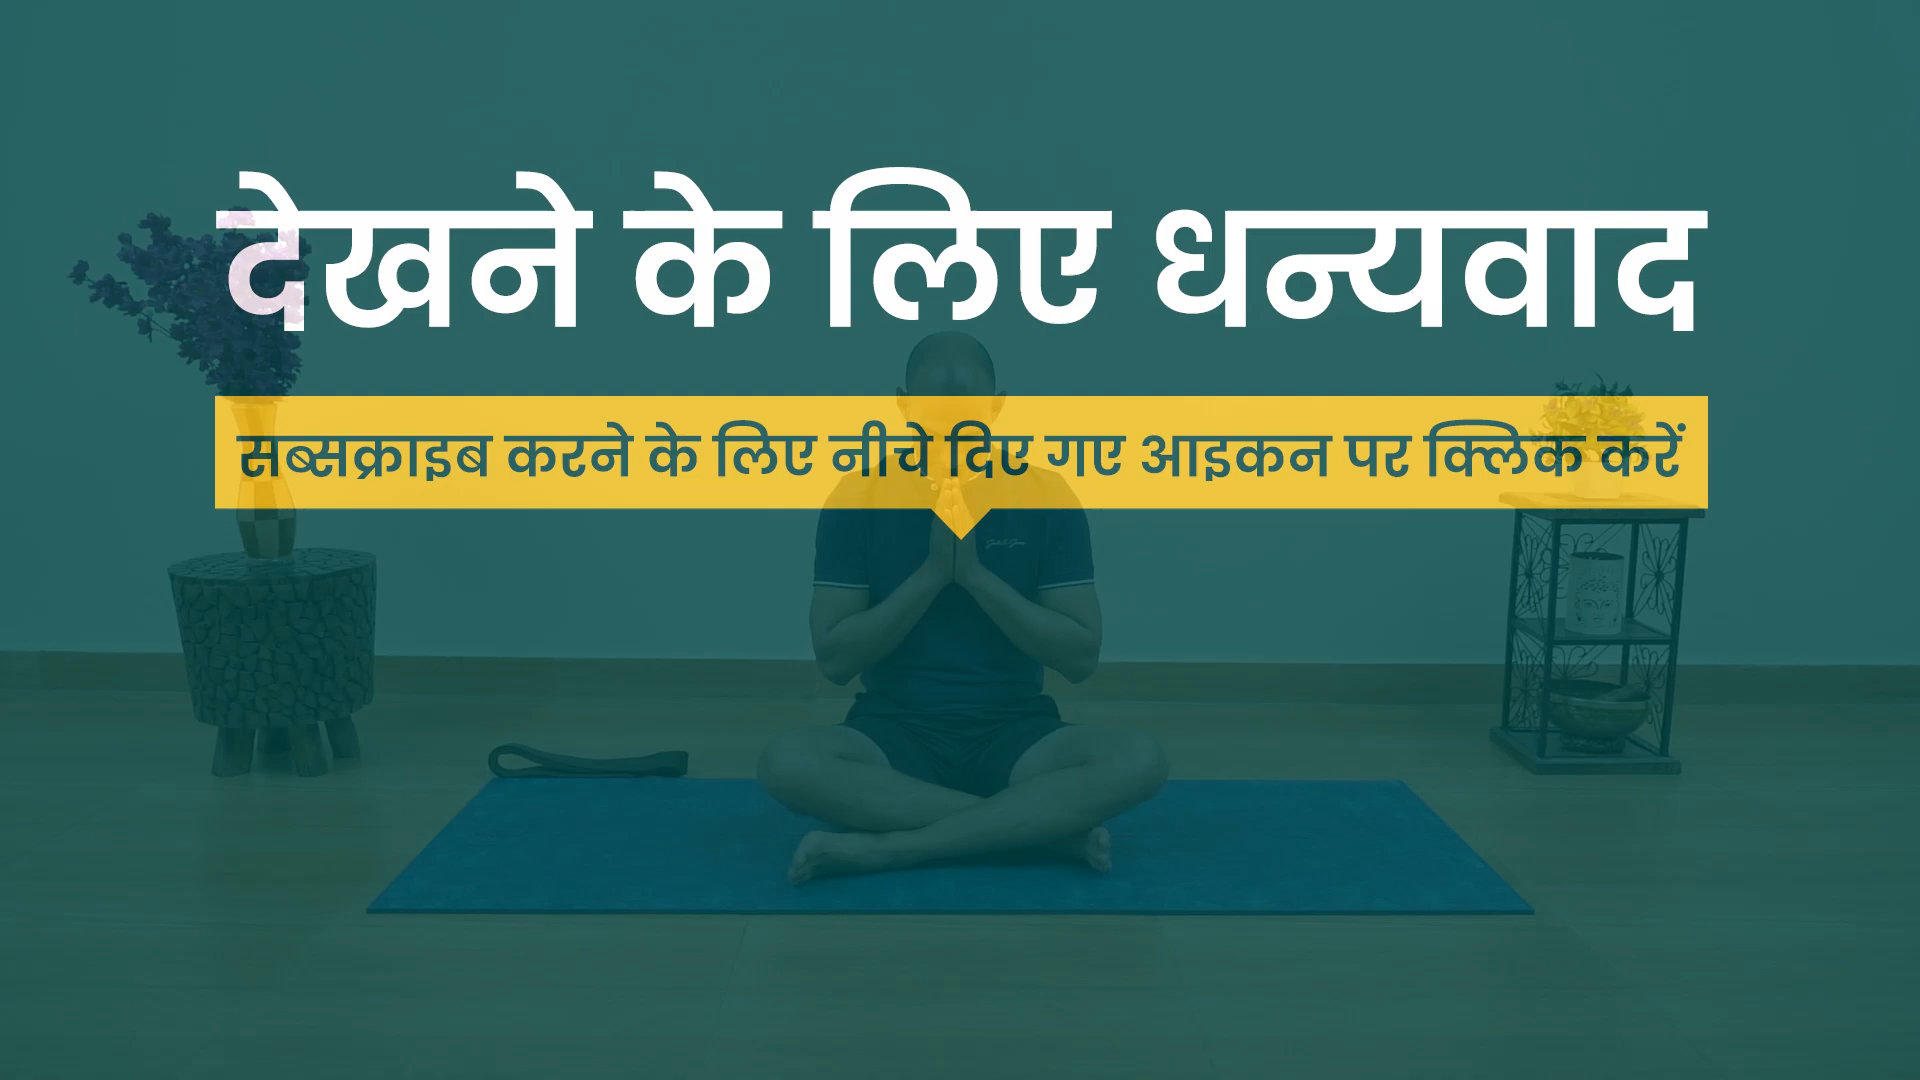 देखने के लिए धन्यवाद
सब्सक्राइब करने के लिए नीचे दिए गए आइकन पर क्लिक करें